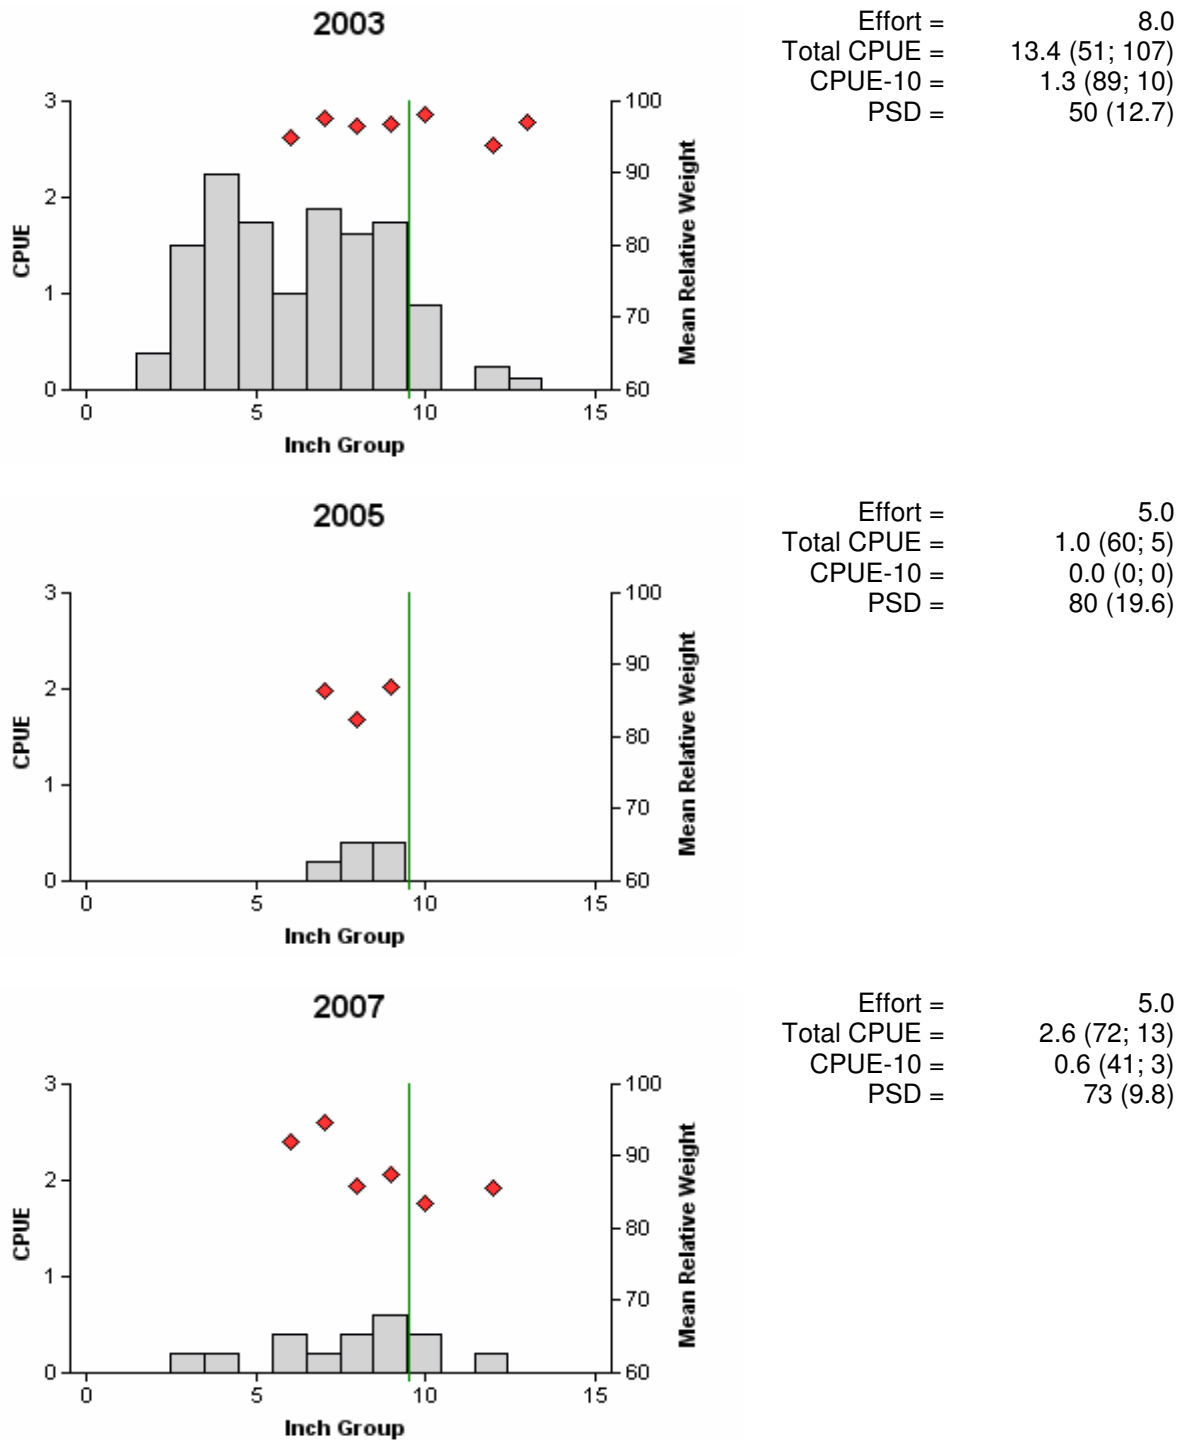 2003
Effort = 8.0
Total CPUE = 13.4 (51; 107)
CPUE-10 = 1.3 (89; 10)
PSD = 50 (12.7)
3
2
1
0
CPUE
100
90
80
70
60
Mean Relative Weight
0 5 10 15
Inch Group
2005
Effort = 5.0
Total CPUE = 1.0 (60; 5)
CPUE-10 = 0.0 (0; 0)
PSD = 80 (19.6)
3
2
1
0
CPUE
100
90
80
70
60
Mean Relative Weight
0 5 10 15
Inch Group
2007
Effort = 5.0
Total CPUE = 2.6 (72; 13)
CPUE-10 = 0.6 (41; 3)
PSD = 73 (9.8)
3
2
1
0
CPUE
100
90
80
70
60
Mean Relative Weight
0 5 10 15
Inch Group